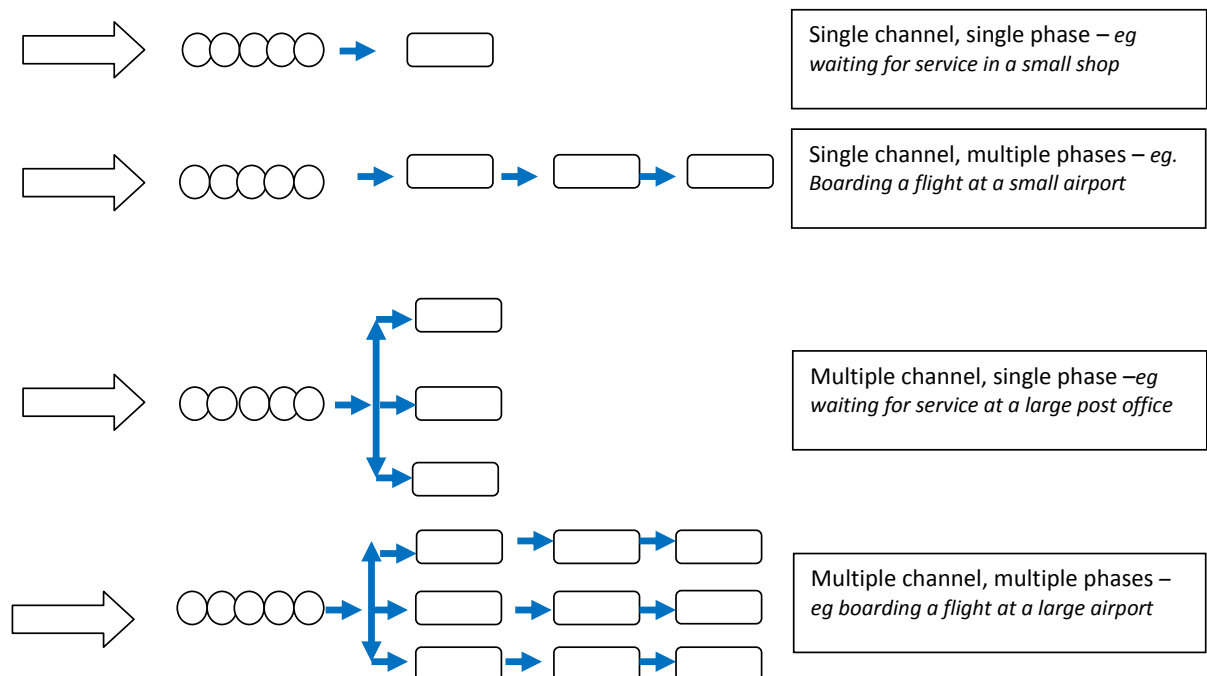 Single channel, single phase – eg
waiting for service in a small shop
Single channel, multiple phases – eg.
Boarding a flight at a small airport
Multiple channel, single phase –eg
waiting for service at a large post office
Multiple channel, multiple phases –
eg boarding a flight at a large airport